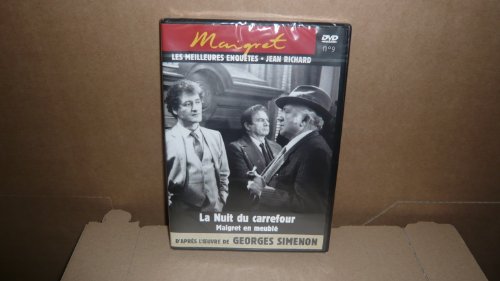 Maigret
DVD
n°9
LES MEILLEURES ENQUÊTES • JEAN RICHARD
La Nuit du carrefour
Maigret en meublé
D'APRÈS L'ŒUVRE DE GEORGES SIMENON